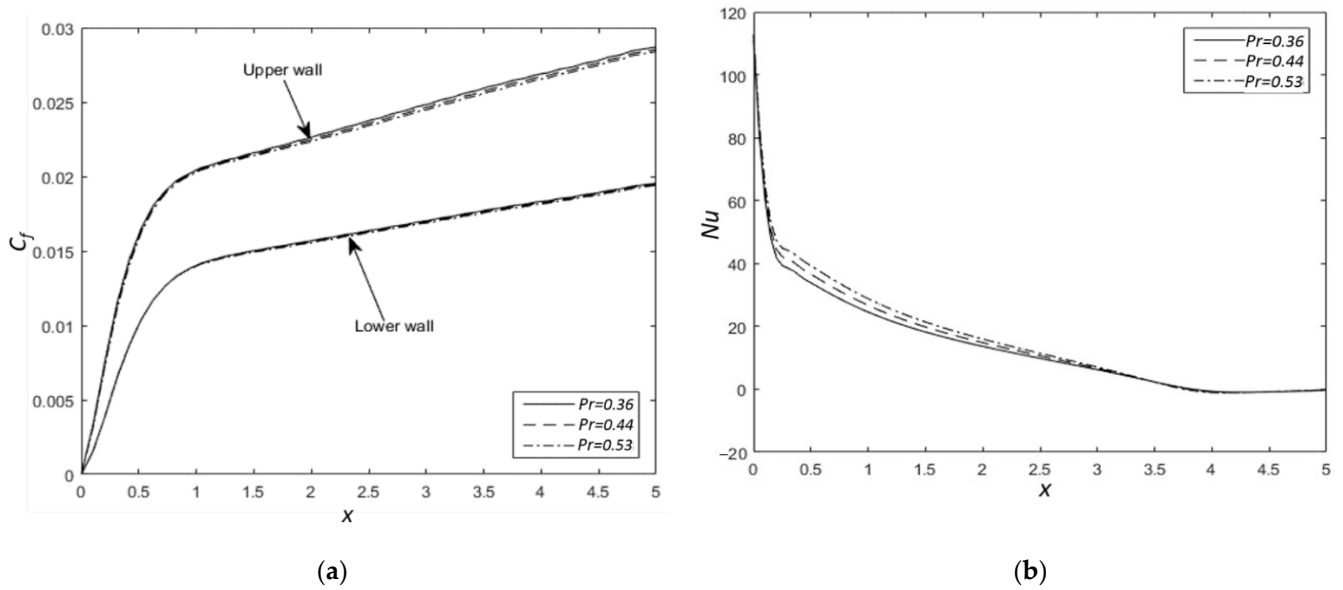 0.03
0.025
0.02
0.015
0.01
0.005
0
Cf
Upper wall
Lower wall
Pr=0.36
Pr=0.44
Pr=0.53
0 0.5 1 1.5 2 2.5 3 3.5 4 4.5 5
x
(a)
120
100
80
60
40
20
0
−20
Nu
Pr=0.36
Pr=0.44
Pr=0.53
0 0.5 1 1.5 2 2.5 3 3.5 4 4.5 5
x
(b)